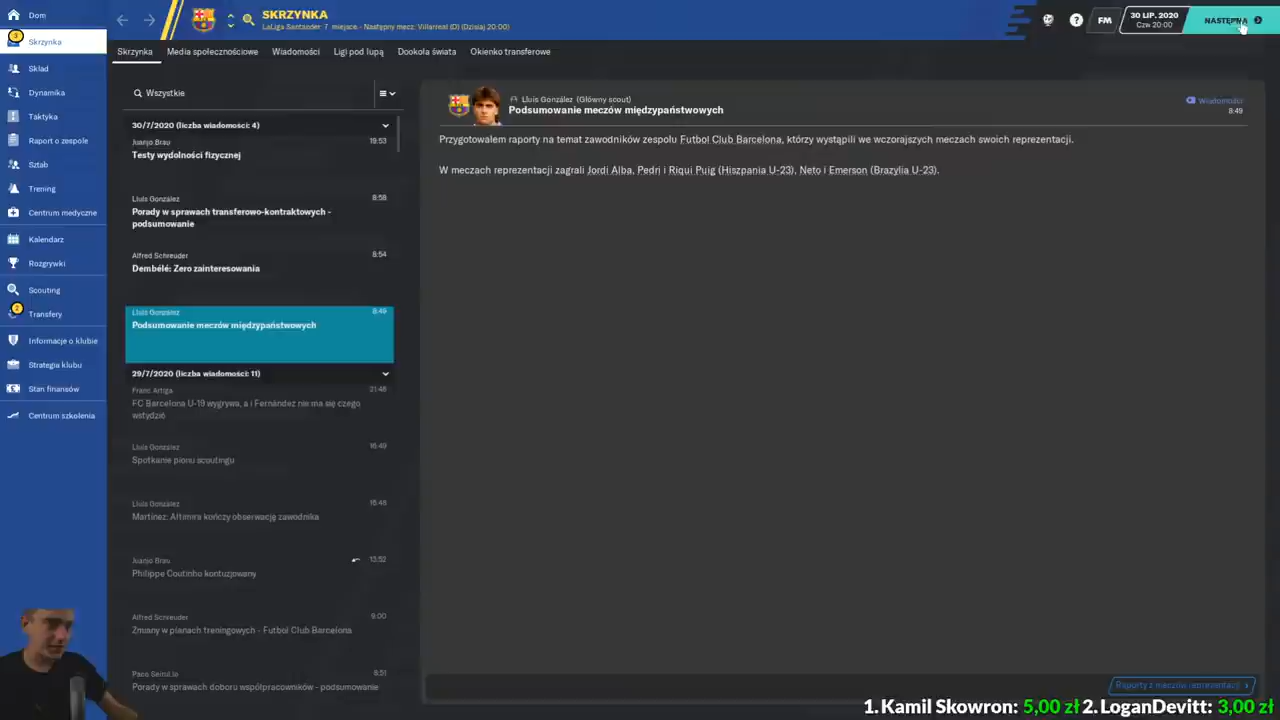 Dom
SKRZYNKA
LaLiga Santander 7. miejsce - Następny mecz: Villarreal (D) (Dzisiaj 20:00)
FM
30 LIP. 2020
Czw 20:00
NASTĘPNA
3
Skrzynka
Skład
Dynamika
Taktyka
Raport o zespole
Sztab
Trening
Centrum medyczne
Kalendarz
Rozgrywki
Scouting
2
Transfery
Informacje o klubie
Strategia klubu
Stan finansów
Centrum szkolenia
Skrzynka Media społecznościowe Wiadomości Ligi pod lupą Dookoła świata Okienko transferowe
Wszystkie
30/7/2020 (liczba wiadomości: 4)
Juanjo Brau 19:53
Testy wydolności fizycznej
Lluís González 8:58
Porady w sprawach transferowo-kontraktowych -
podsumowanie
Alfred Schreuder 8:54
Dembélé: Zero zainteresowania
Lluís González 8:49
Podsumowanie meczów międzypaństwowych
29/7/2020 (liczba wiadomości: 11)
Franc Artiga 21:48
FC Barcelona U-19 wygrywa, a i Fernández nie ma się czego
wstydzić
Lluís González 16:49
Spotkanie pionu scoutingu
Lluís González
Martínez: Altimira kończy obserwację zawodnika
Juanjo Brau 13:52
Philippe Coutinho kontuzjowany
Alfred Schreuder 9:00
Zmiany w planach treningowych - Futbol Club Barcelona
Paco 8:51
Porady w sprawach doboru współpracowników - podsumowanie
Lluís González (Główny scout)
Podsumowanie meczów międzypaństwowych
Wiadomości
8:49
Przygotowałem raporty na temat zawodników zespołu Futbol Club Barcelona, którzy wystąpili we wczorajszych meczach swoich reprezentacji.
W meczach reprezentacji zagrali Jordi Alba, Pedri i Riqui Puig (Hiszpania U-23), Neto i Emerson (Brazylia U-23).
Raporty z meczów reprezentacji
1. Kamil Skowron: 5,00 zł 2. LoganDevitt: 3,00 zł